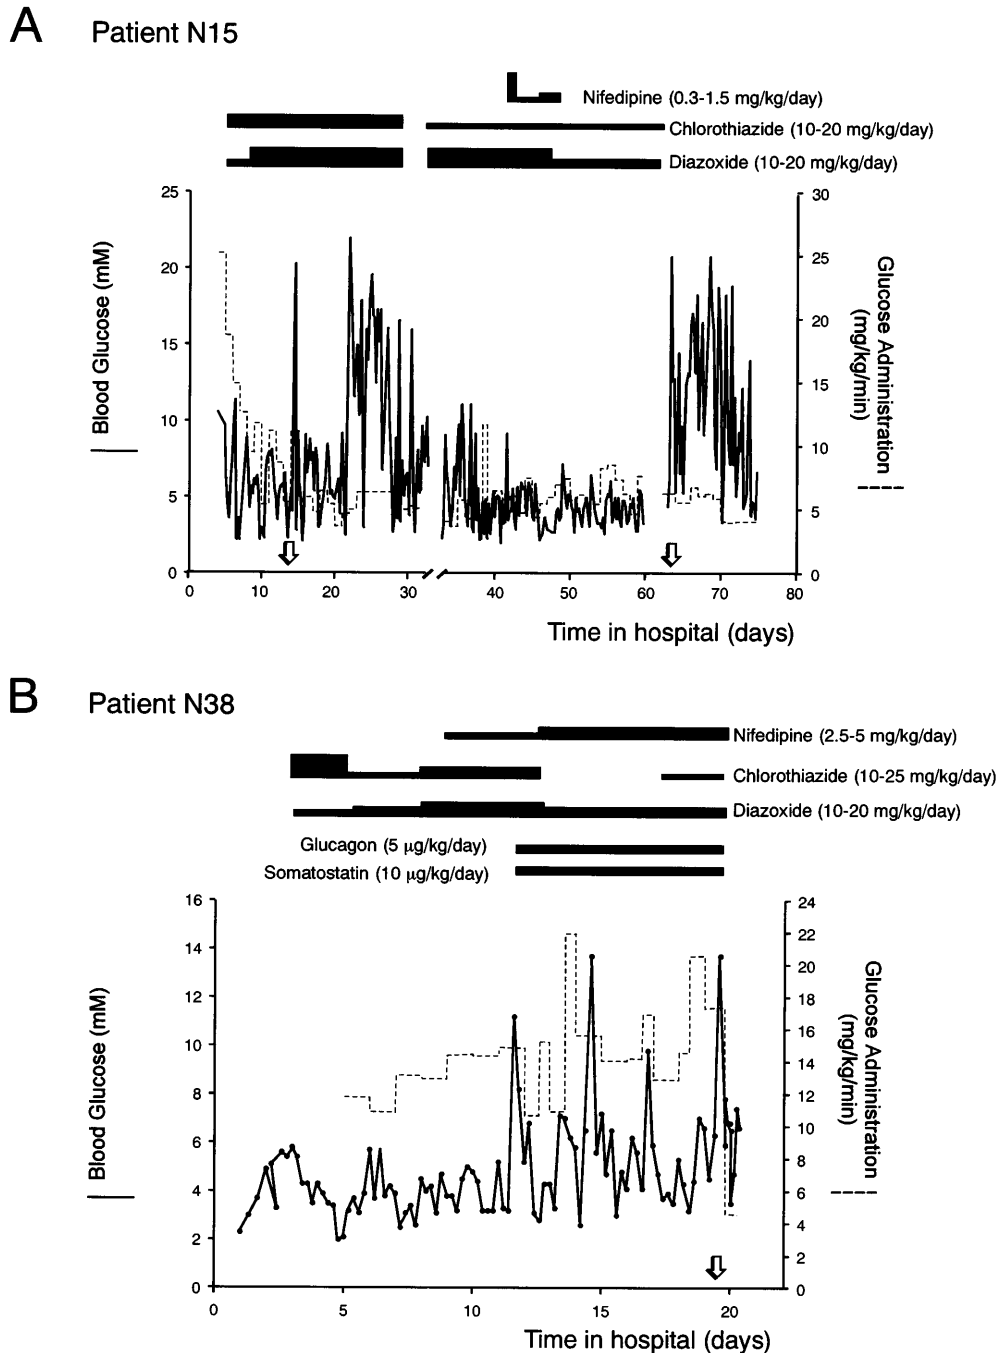 A
Patient N15
Nifedipine (0.3-1.5 mg/kg/day)
Chlorothiazide (10-20 mg/kg/day)
Diazoxide (10-20 mg/kg/day)
Blood Glucose (mM)
25
20
15
10
5
0
30
25
20
15
10
5
0
Glucose Administration
(mg/kg/min)
0 10 20 30 40 50 60 70 80
Time in hospital (days)
B
Patient N38
Nifedipine (2.5-5 mg/kg/day)
Chlorothiazide (10-25 mg/kg/day)
Diazoxide (10-20 mg/kg/day)
Glucagon (5 μg/kg/day)
Somatostatin (10 μg/kg/day)
Blood Glucose (mM)
16
14
12
10
8
6
4
2
0
24
22
20
18
16
14
12
10
8
6
4
2
0
Glucose Administration
(mg/kg/min)
0 5 10 15 20
Time in hospital (days)